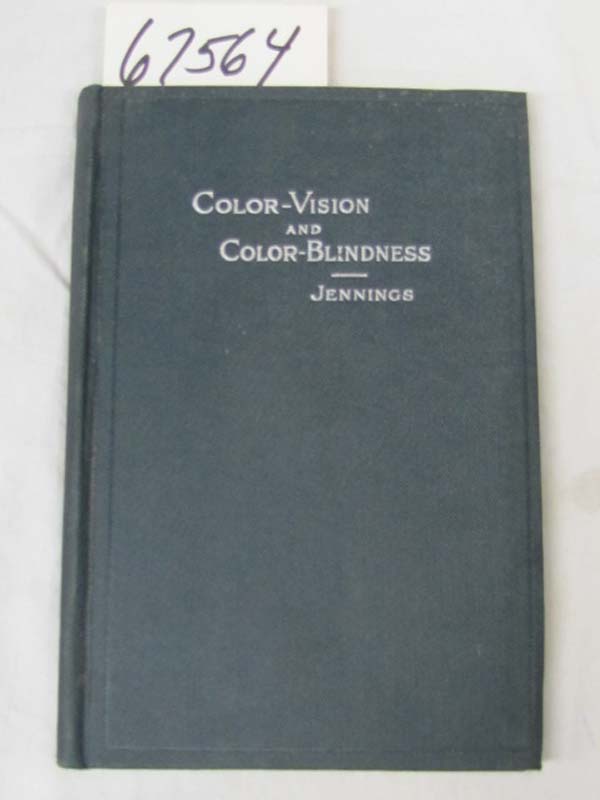 67564
COLOR-VISION
AND
COLOR-BLINDNESS
JENNINGS